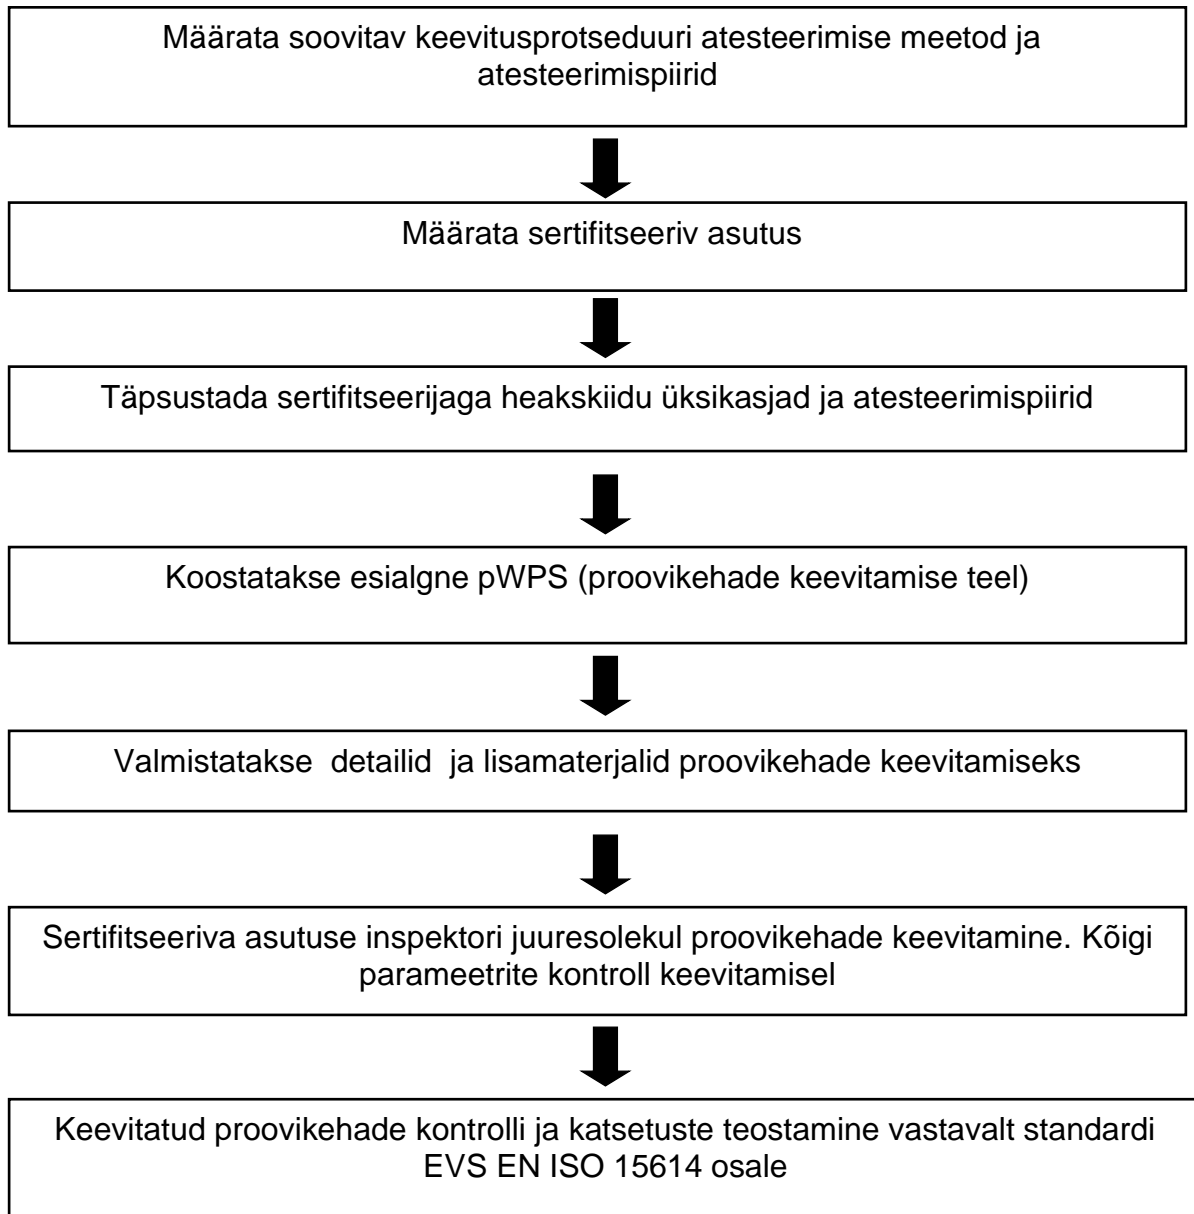 Määrata soovitav keevitusprotseduuri atesteerimise meetod ja
atesteerimispiirid
Määrata sertifitseeriv asutus
Täpsustada sertifitseerijaga heakskiidu üksikasjad ja atesteerimispiirid
Koostatakse esialgne pWPS (proovikehade keevitamise teel)
Valmistatakse detailid ja lisamaterjalid proovikehade keevitamiseks
Sertifitseeriva asutuse inspektori juuresolekul proovikehade keevitamine. Kõigi
parameetrite kontroll keevitamisel
Keevitatud proovikehade kontrolli ja katsetuste teostamine vastavalt standardi
EVS EN ISO 15614 osale